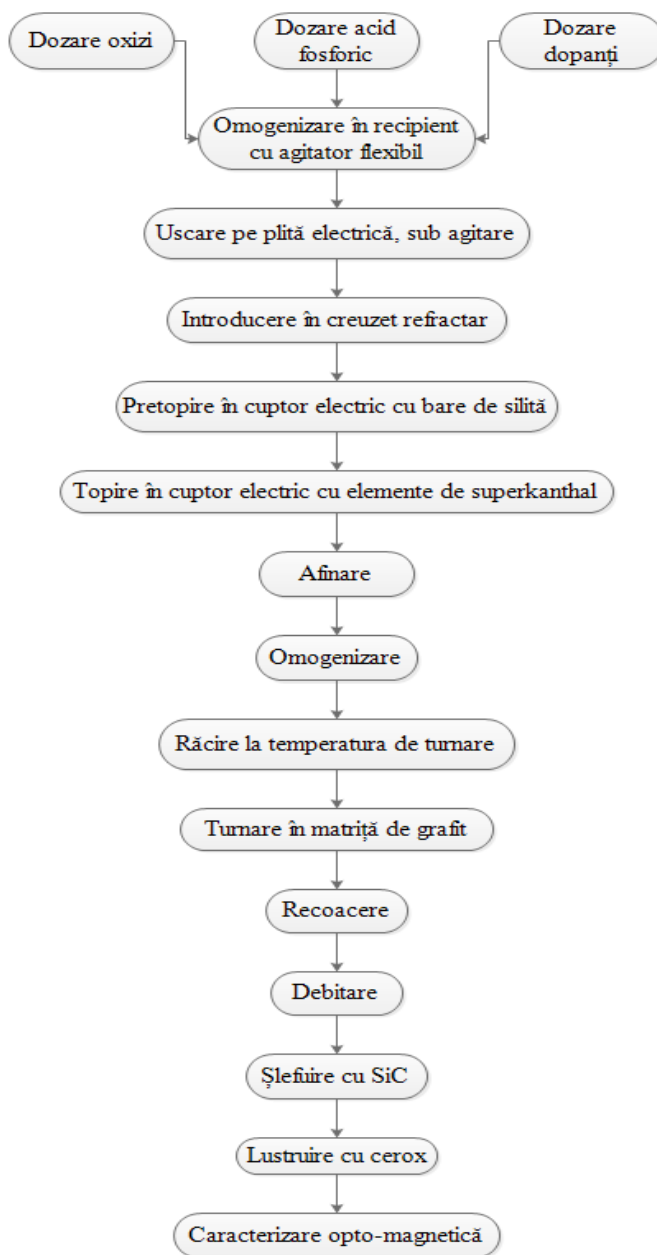 Dozare oxizi
Dozare acid
fosforic
Dozare
dopanți
Omogenizare în recipient
cu agitator flexibil
Uscare pe plită electrică, sub agitare
Introducere în creuzet refractar
Pretopire în cuptor electric cu bare de silită
Topire în cuptor electric cu elemente de superkanthal
Afinare
Omogenizare
Răcire la temperatura de turnare
Turnare în matriță de grafit
Recoacere
Debitare
Șlefuire cu SiC
Lustruire cu cerox
Caracterizare opto-magnetică